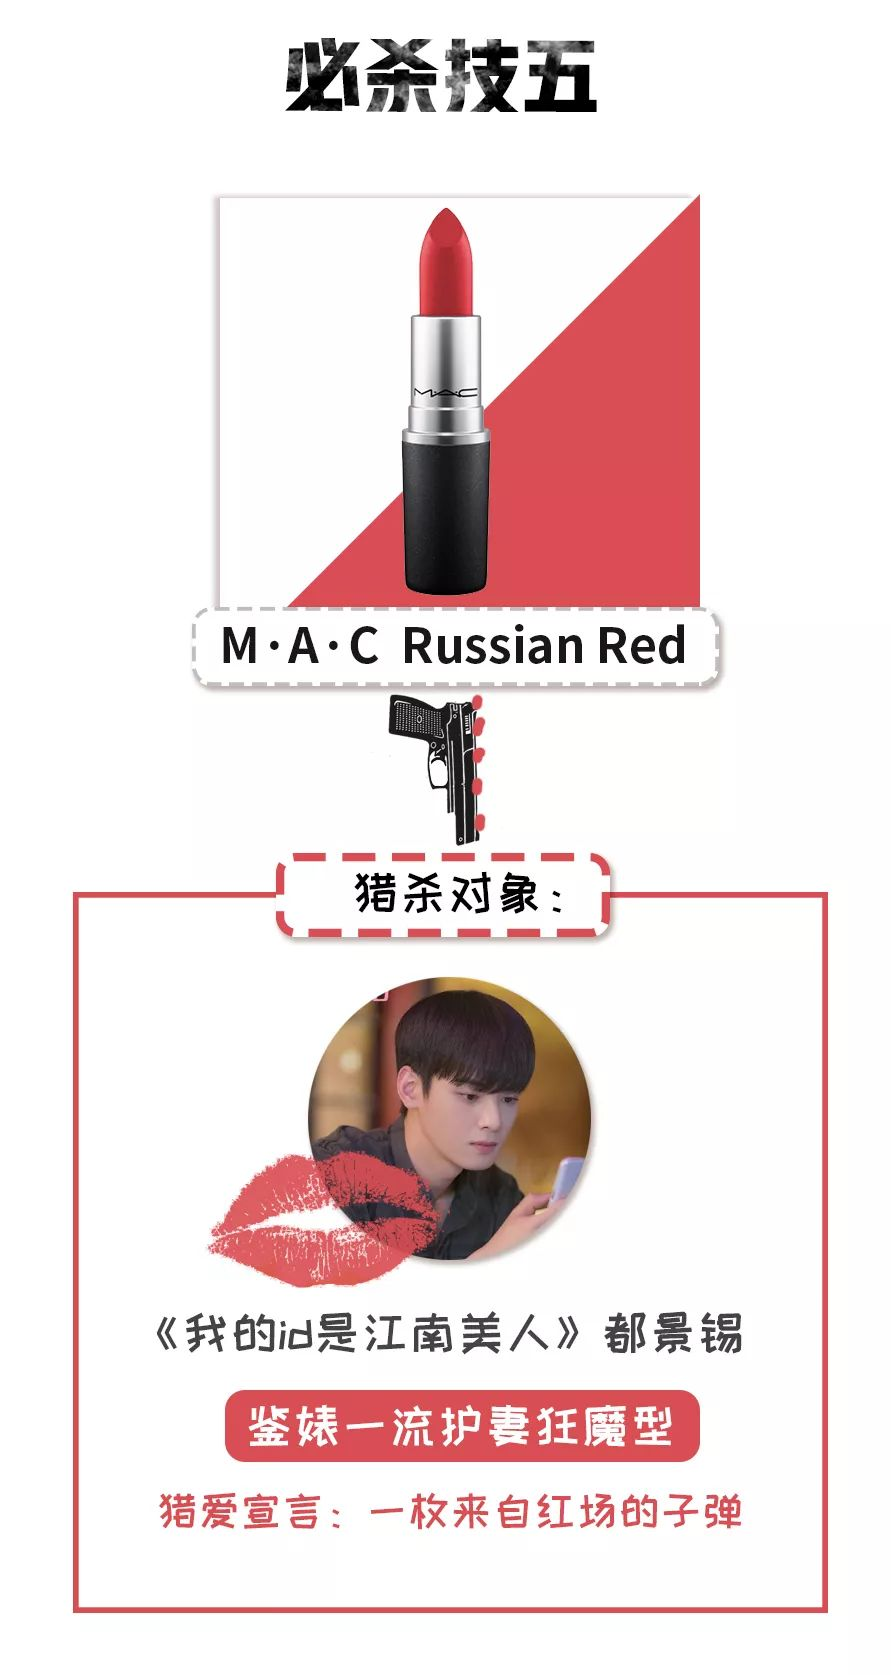 必杀技五
M·A·C
M·A·C Russian Red
猎杀对象：
《我的id是江南美人》都景锡
鉴婊一流护妻狂魔型
猎爱宣言：一枚来自红场的子弹